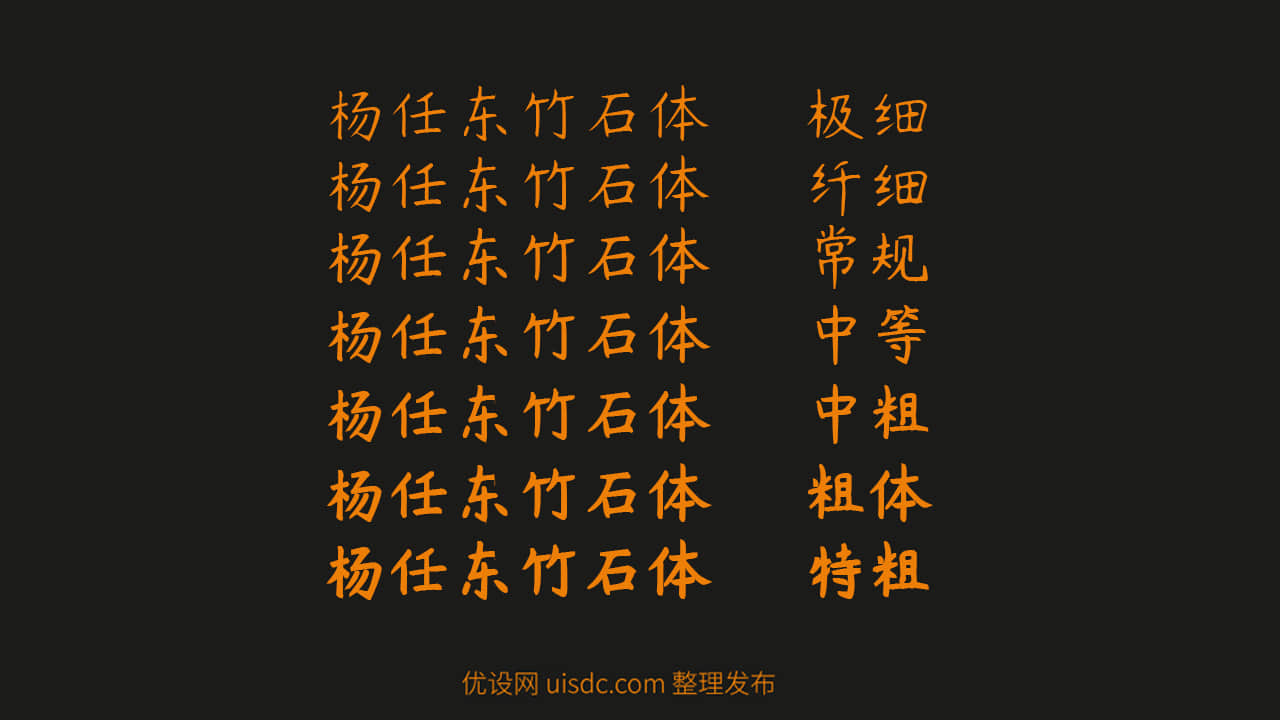 杨任东竹石体 极细
杨任东竹石体 纤细
杨任东竹石体 常规
杨任东竹石体 中等
杨任东竹石体 中粗
杨任东竹石体 粗体
杨任东竹石体 特粗
优设网 uisdc.com 整理发布